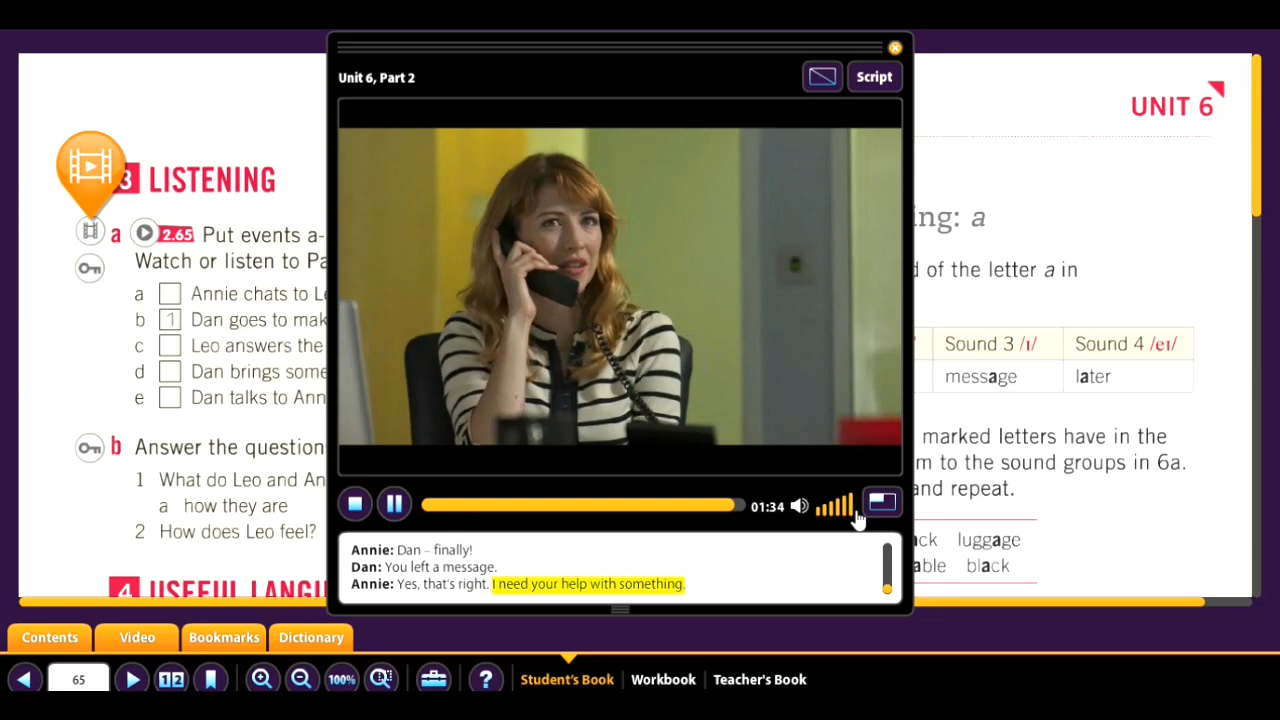 Unit 6, Part 2
Script
UNIT 6
3 LISTENING
a 2.65 Put events a-
Watch or listen to Pa
a Annie chats to Le
b 1 Dan goes to mak
c Leo answers the
d Dan brings some
e Dan talks to Ann
b Answer the question
1 What do Leo and An
a how they are
2 How does Leo feel?
4 USEFUL LANGU
ing: a
d of the letter a in
Sound 3 /ɪ/ Sound 4 /eɪ/
message later
marked letters have in the
m to the sound groups in 6a.
and repeat.
ck luggage
able black
01:34
Annie: Dan – finally!
Dan: You left a message.
Annie: Yes, that's right. I need your help with something.
Contents Video Bookmarks Dictionary
65 1 2 100% ? Student's Book Workbook Teacher's Book